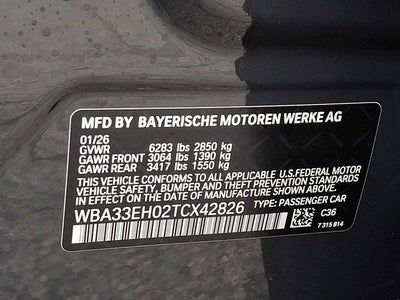 MFD BY BAYERISCHE MOTOREN WERKE AG
01/26
GVWR 6283 lbs 2850 kg
GAWR FRONT 3064 lbs 1390 kg
GAWR REAR 3417 lbs 1550 kg
THIS VEHICLE CONFORMS TO ALL APPLICABLE U.S.FEDERAL MOTOR
VEHICLE SAFETY, BUMPER, AND THEFT PREVENTION STANDARDS
IN EFFECT ON THE DATE OF MANUFACTURE SHOWN ABOVE.
WBA33EH02TCX42826 TYPE: PASSENGER CAR
C36
7 315 814